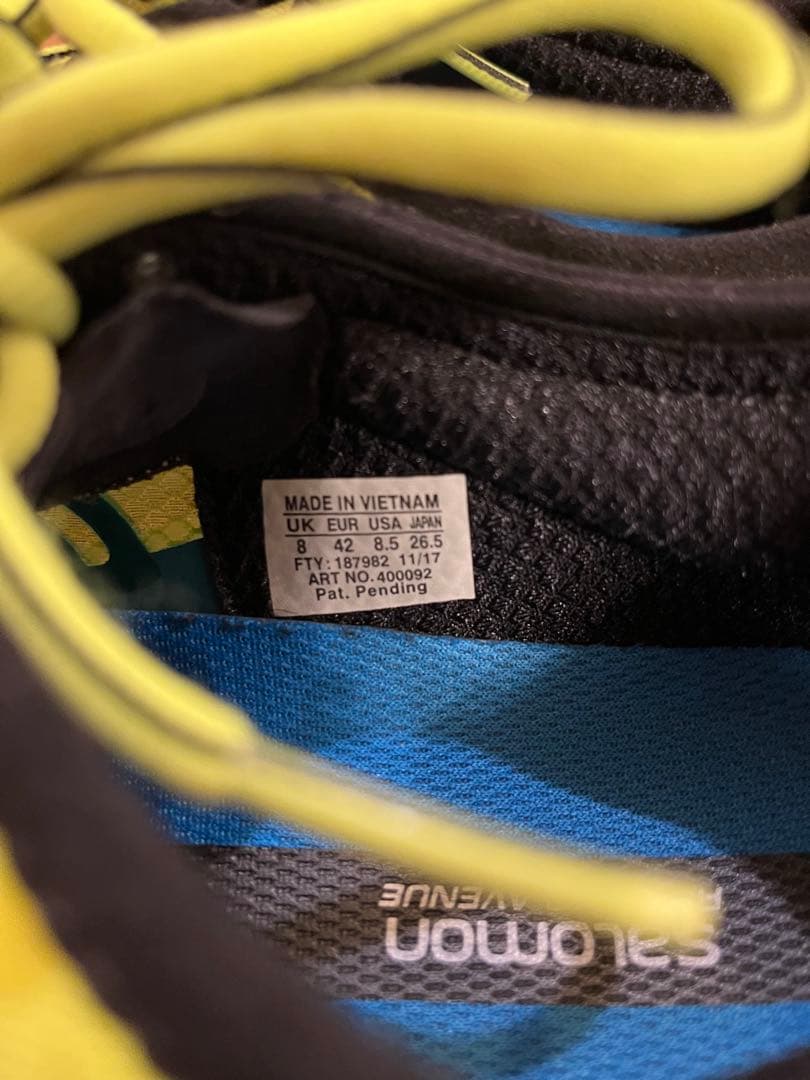 MADE IN VIETNAM
UK EUR USA JAPAN
8 42 8.5 26.5
FTY: 187982 11/17
ART NO. 400092
Pat. Pending
salomon
AVENUE